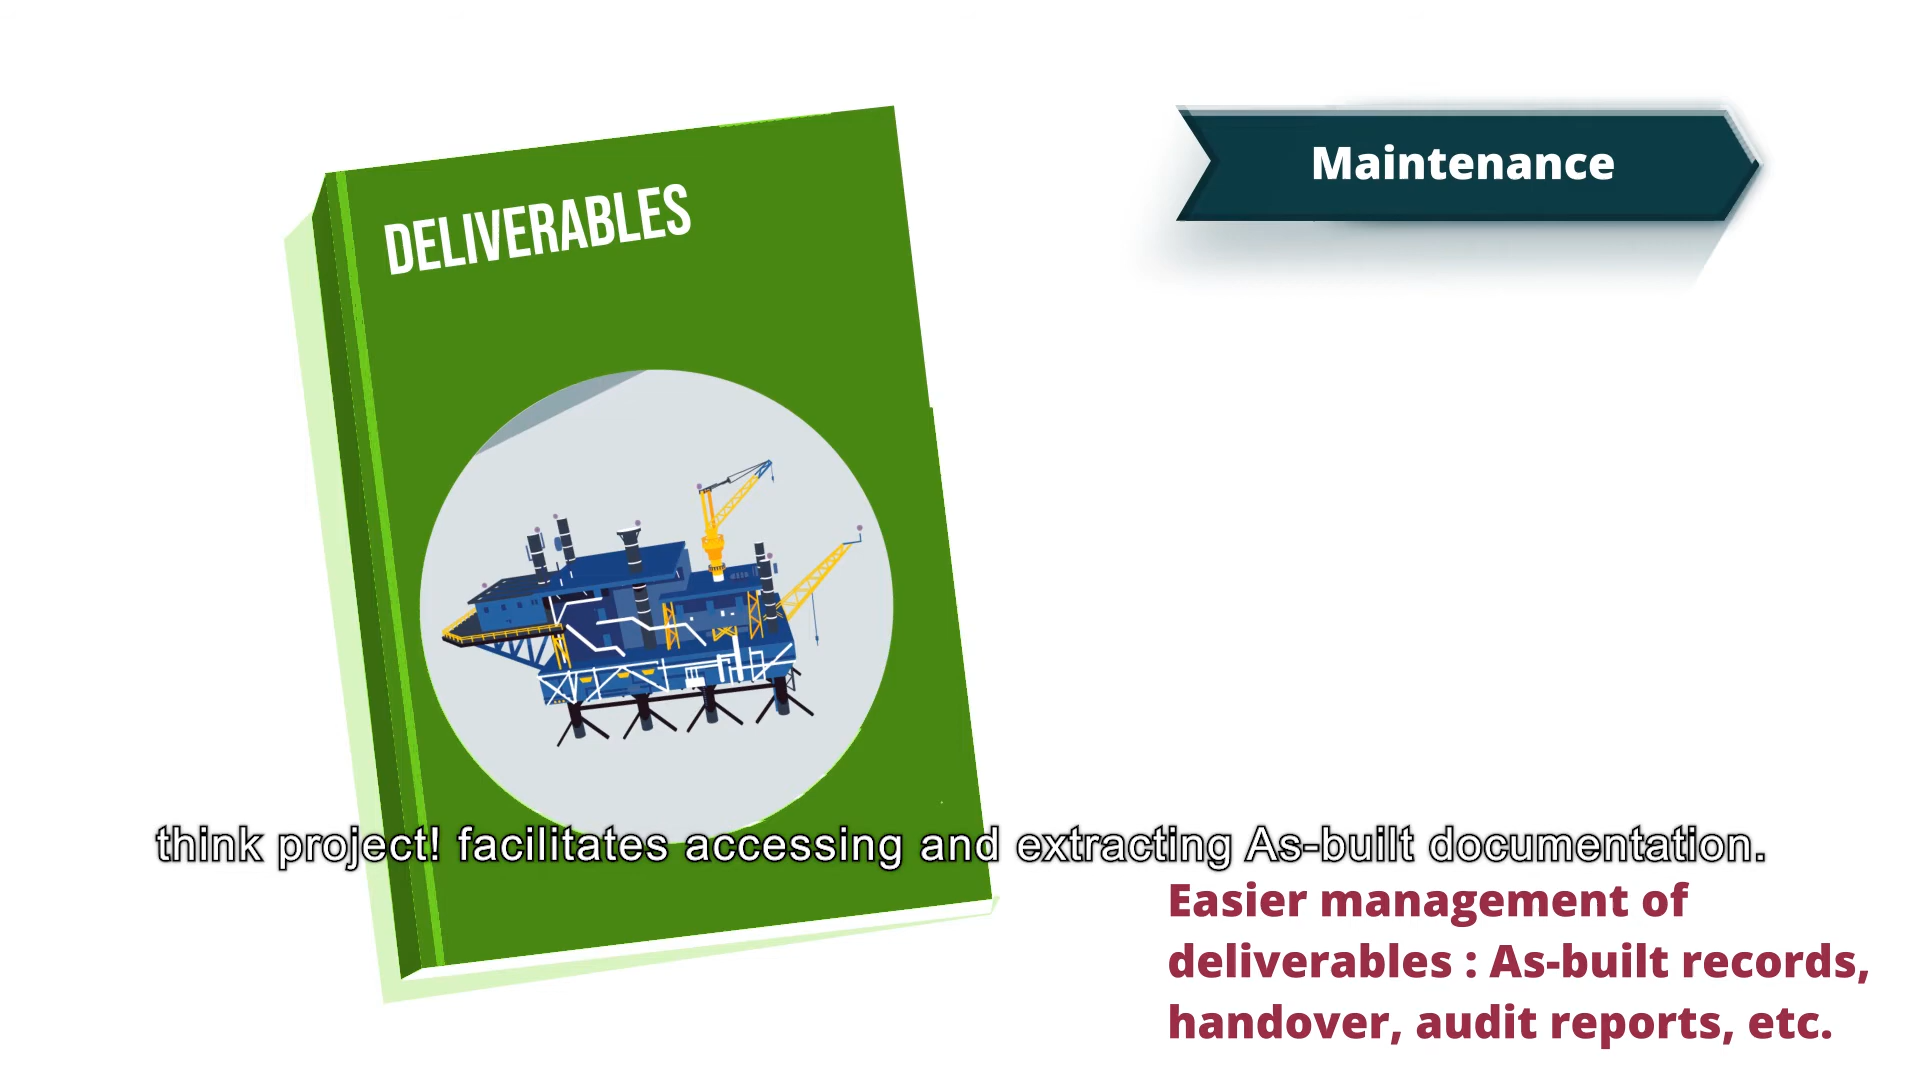 DELIVERABLES
Maintenance
think project! facilitates accessing and extracting As-built documentation.
Easier management of
deliverables : As-built records,
handover, audit reports, etc.